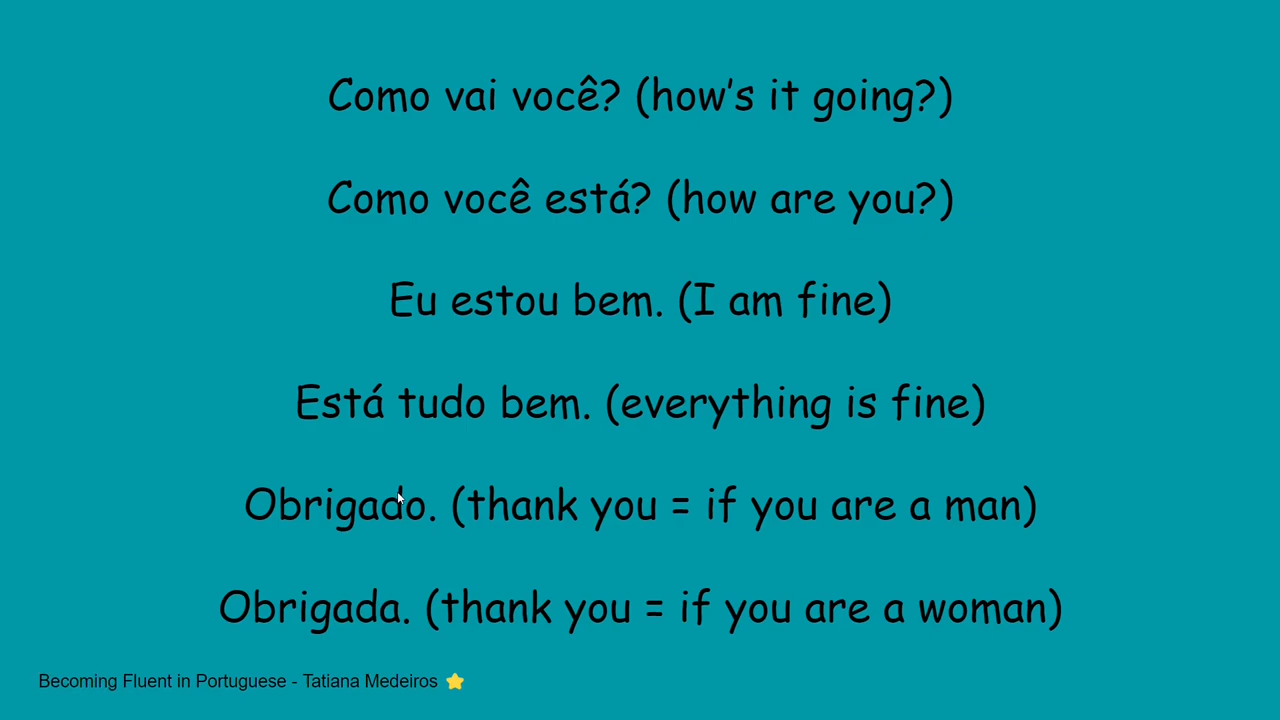 Como vai você? (how's it going?)
Como você está? (how are you?)
Eu estou bem. (I am fine)
Está tudo bem. (everything is fine)
Obrigado. (thank you = if you are a man)
Obrigada. (thank you = if you are a woman)
Becoming Fluent in Portuguese - Tatiana Medeiros